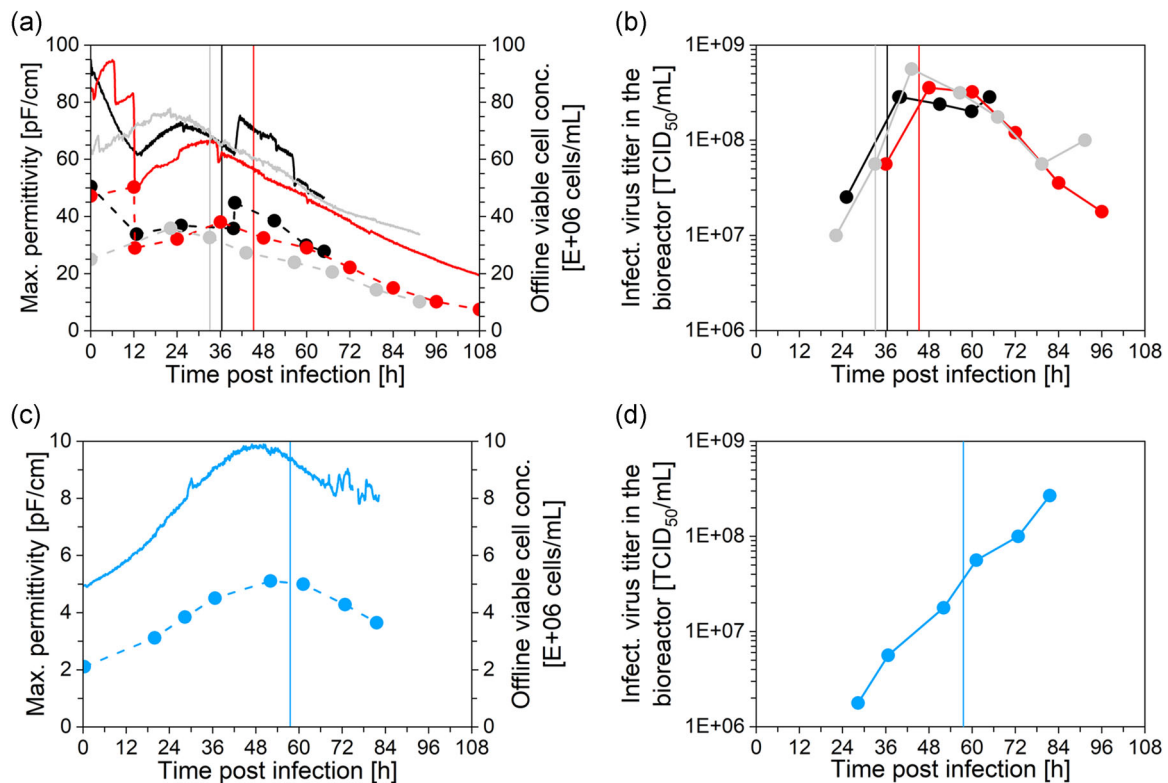 (a)
Max. permittivity [pF/cm]
100
80
60
40
20
0
0 12 24 36 48 60 72 84 96 108
Time post infection [h]
100
80
60
40
20
0
Offline viable cell conc.
[E+06 cells/mL]
(b)
Infect. virus titer in the
bioreactor [TCID50/mL]
1E+09
1E+08
1E+07
1E+06
0 12 24 36 48 60 72 84 96 108
Time post infection [h]
(c)
Max. permittivity [pF/cm]
10
8
6
4
2
0
0 12 24 36 48 60 72 84 96 108
Time post infection [h]
10
8
6
4
2
0
Offline viable cell conc.
[E+06 cells/mL]
(d)
Infect. virus titer in the
bioreactor [TCID50/mL]
1E+09
1E+08
1E+07
1E+06
0 12 24 36 48 60 72 84 96 108
Time post infection [h]